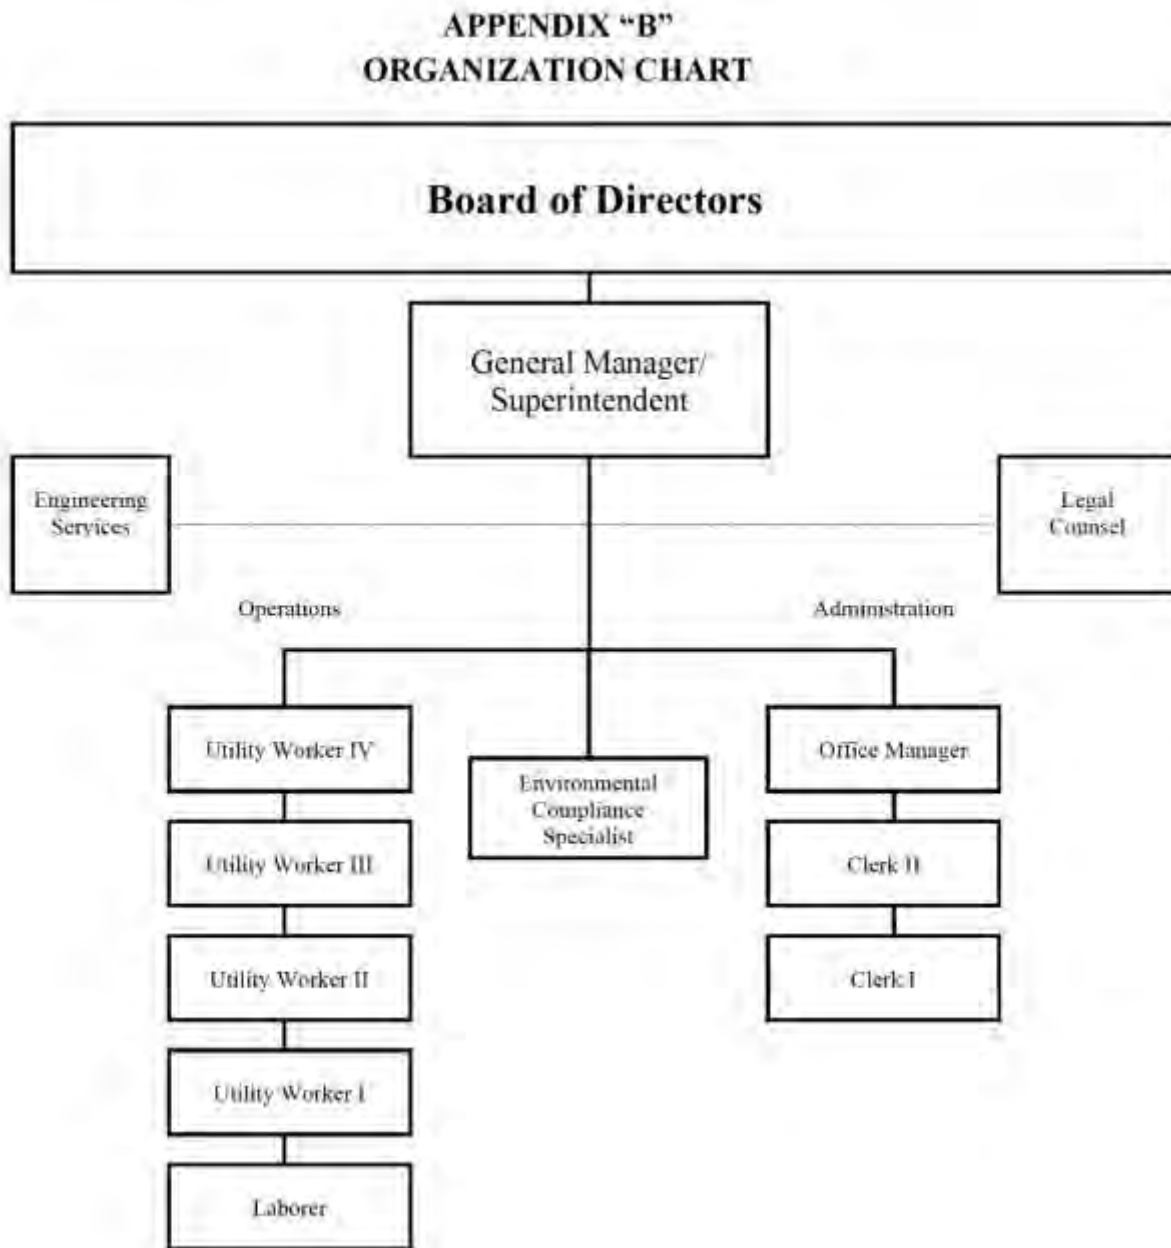 APPENDIX “B”
ORGANIZATION CHART
Board of Directors
General Manager/
Superintendent
Engineering
Services
Legal
Counsel
Operations
Administration
Utility Worker IV
Office Manager
Environmental
Compliance
Specialist
Utility Worker III
Clerk II
Utility Worker II
Clerk I
Utility Worker I
Laborer